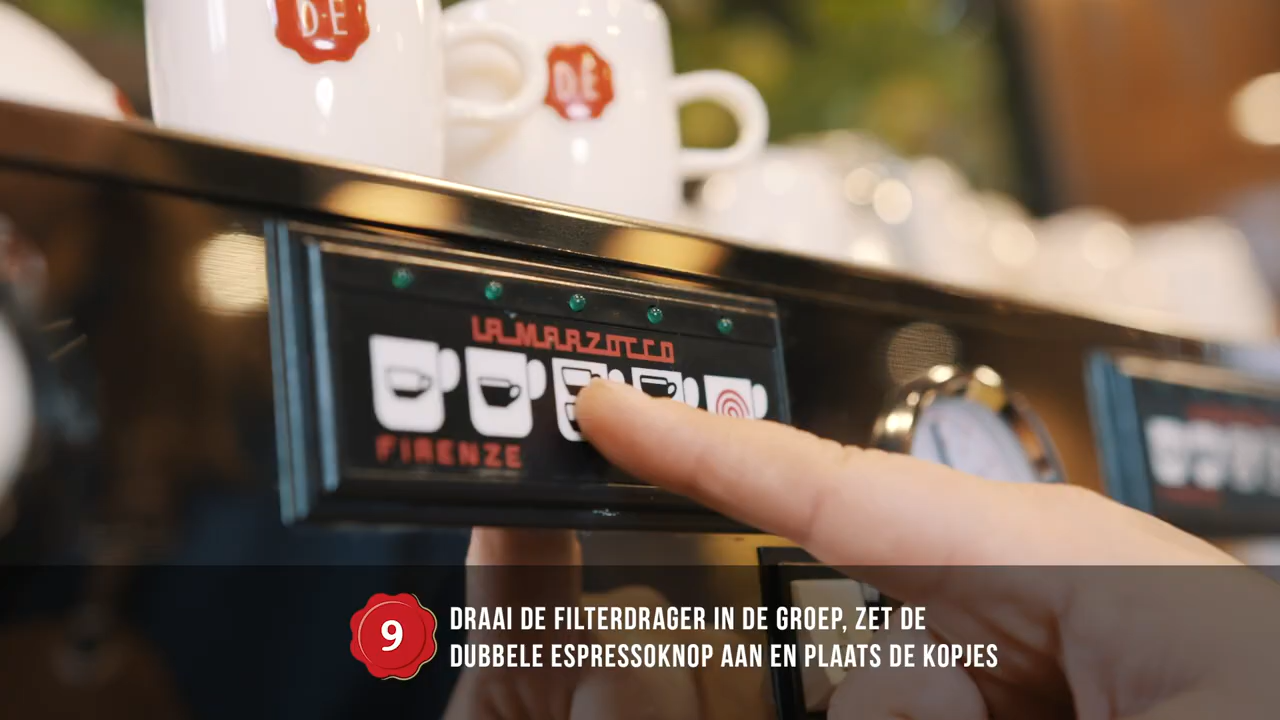 D·E
D·E
LA MARZOCCO
FIRENZE
9
DRAAI DE FILTERDRAGER IN DE GROEP, ZET DE
DUBBELE ESPRESSOKNOP AAN EN PLAATS DE KOPJES